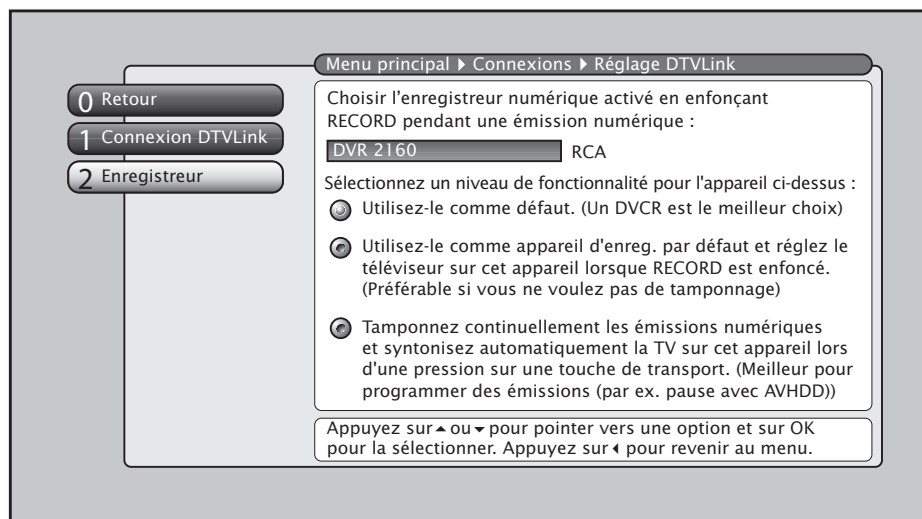 Menu principal ▶ Connexions ▶ Réglage DTVLink
0 Retour
1 Connexion DTVLink
2 Enregistreur
Choisir l’enregistreur numérique activé en enfonçant
RECORD pendant une émission numérique :
DVR 2160 RCA
Sélectionnez un niveau de fonctionnalité pour l'appareil ci-dessus :
Utilisez-le comme défaut. (Un DVCR est le meilleur choix)
Utilisez-le comme appareil d'enreg. par défaut et réglez le
téléviseur sur cet appareil lorsque RECORD est enfoncé.
(Préférable si vous ne voulez pas de tamponnage)
Tamponnez continuellement les émissions numériques
et syntonisez automatiquement la TV sur cet appareil lors
d'une pression sur une touche de transport. (Meilleur pour
programmer des émissions (par ex. pause avec AVHDD))
Appuyez sur ▲ ou ▼ pour pointer vers une option et sur OK
pour la sélectionner. Appuyez sur ◀ pour revenir au menu.